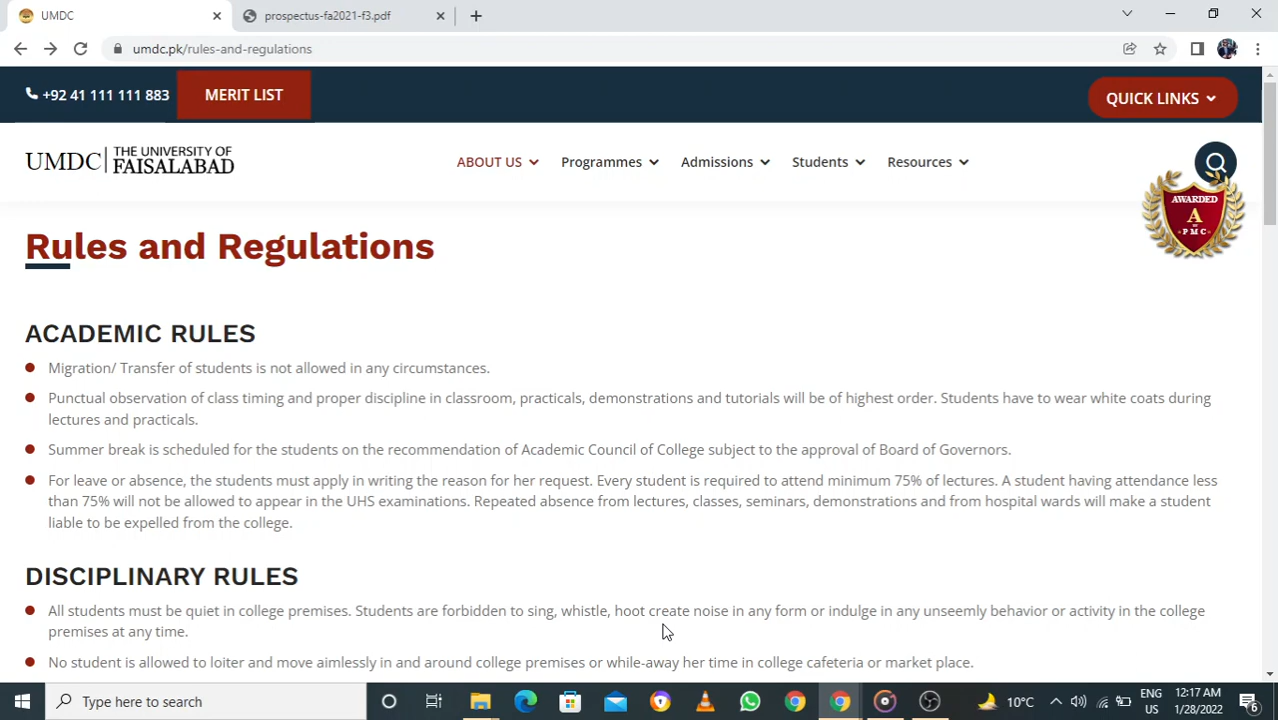 UMDC
prospectus-fa2021-f3.pdf
umdc.pk/rules-and-regulations
+92 41 111 111 883
MERIT LIST
QUICK LINKS
UMDC THE UNIVERSITY OF
FAISALABAD
ABOUT US
Programmes
Admissions
Students
Resources
AWARDED
A
BY
PMC
Rules and Regulations
ACADEMIC RULES
Migration/ Transfer of students is not allowed in any circumstances.
Punctual observation of class timing and proper discipline in classroom, practicals, demonstrations and tutorials will be of highest order. Students have to wear white coats during
lectures and practicals.
Summer break is scheduled for the students on the recommendation of Academic Council of College subject to the approval of Board of Governors.
For leave or absence, the students must apply in writing the reason for her request. Every student is required to attend minimum 75% of lectures. A student having attendance less
than 75% will not be allowed to appear in the UHS examinations. Repeated absence from lectures, classes, seminars, demonstrations and from hospital wards will make a student
liable to be expelled from the college.
DISCIPLINARY RULES
All students must be quiet in college premises. Students are forbidden to sing, whistle, hoot create noise in any form or indulge in any unseemly behavior or activity in the college
premises at any time.
No student is allowed to loiter and move aimlessly in and around college premises or while-away her time in college cafeteria or market place.
Type here to search
10°C
ENG
US
12:17 AM
1/28/2022
6